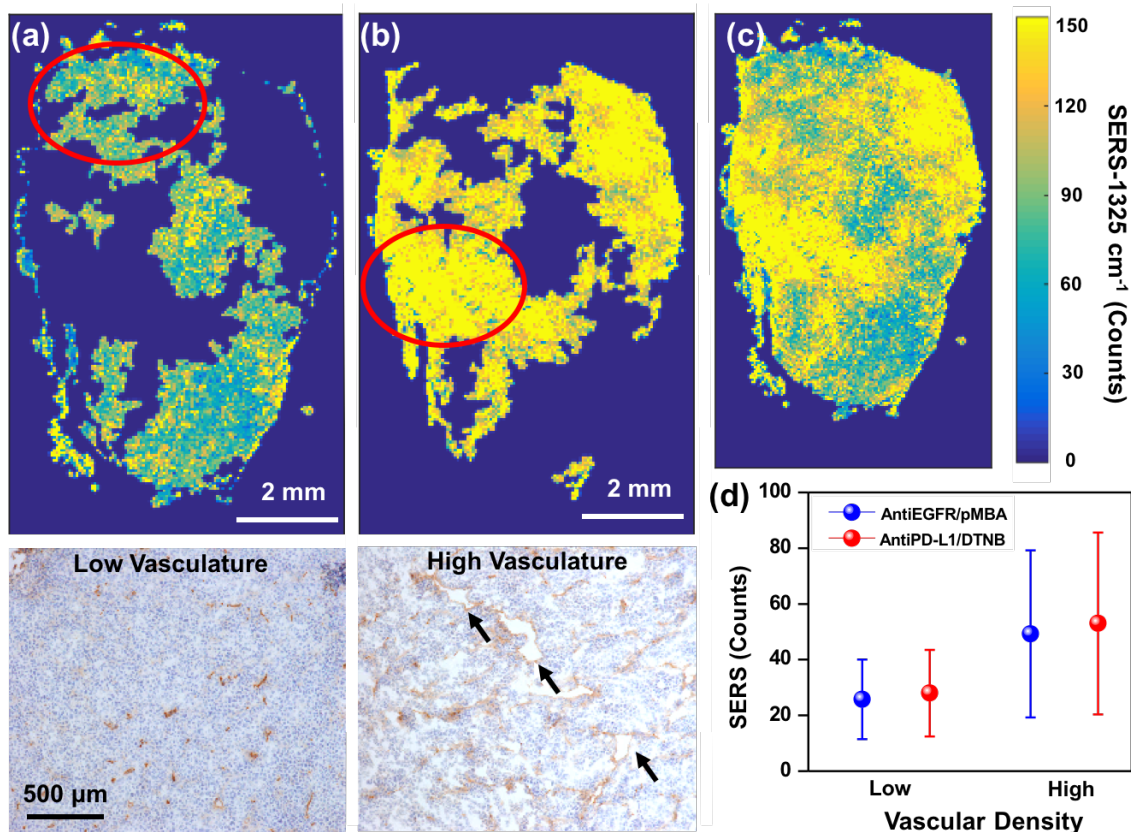 (a)
(b)
(c)
2 mm
2 mm
150
120
90
60
30
0
SERS-1325 cm⁻¹ (Counts)
Low Vasculature
500 µm
High Vasculature
(d)
100
80
60
40
20
0
SERS (Counts)
AntiEGFR/pMBA
AntiPD-L1/DTNB
Low
High
Vascular Density